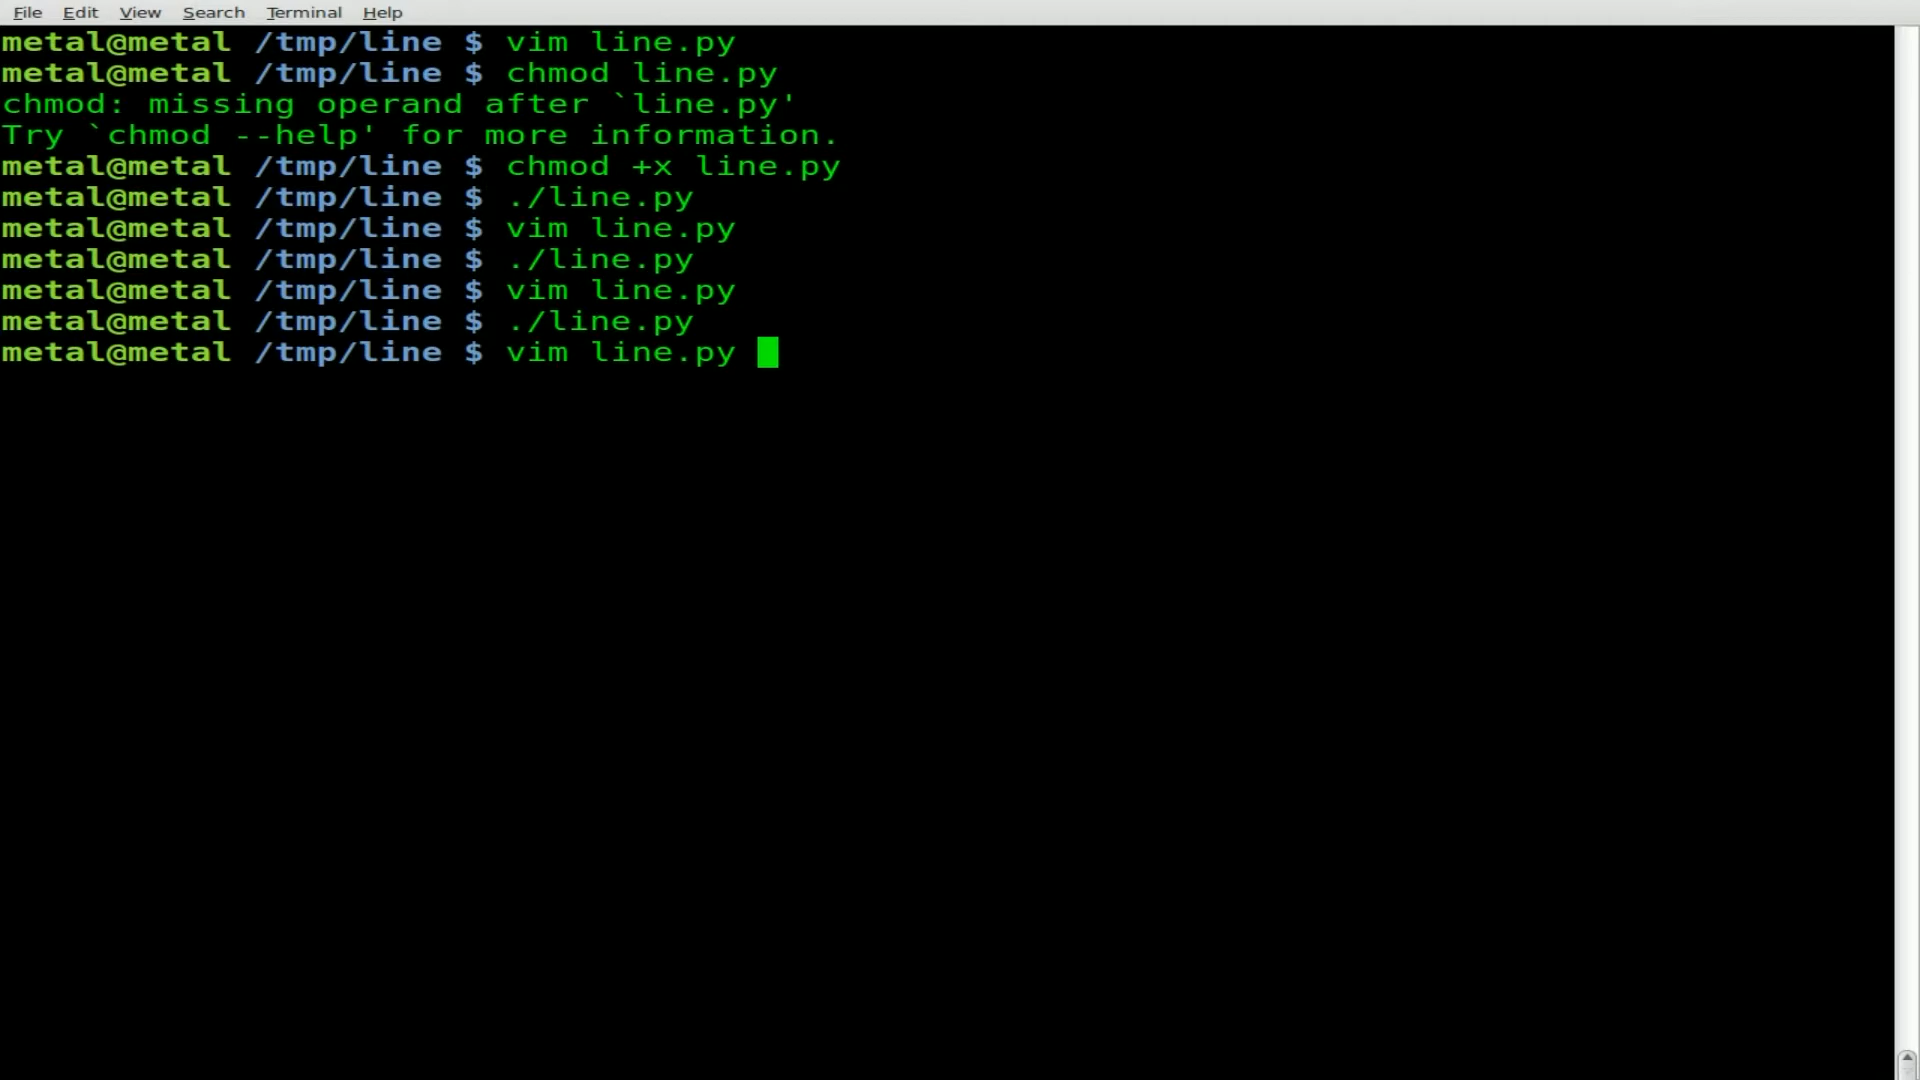 File Edit View Search Terminal Help
metal@metal /tmp/line $ vim line.py
metal@metal /tmp/line $ chmod line.py
chmod: missing operand after `line.py'
Try `chmod --help' for more information.
metal@metal /tmp/line $ chmod +x line.py
metal@metal /tmp/line $ ./line.py
metal@metal /tmp/line $ vim line.py
metal@metal /tmp/line $ ./line.py
metal@metal /tmp/line $ vim line.py
metal@metal /tmp/line $ ./line.py
metal@metal /tmp/line $ vim line.py